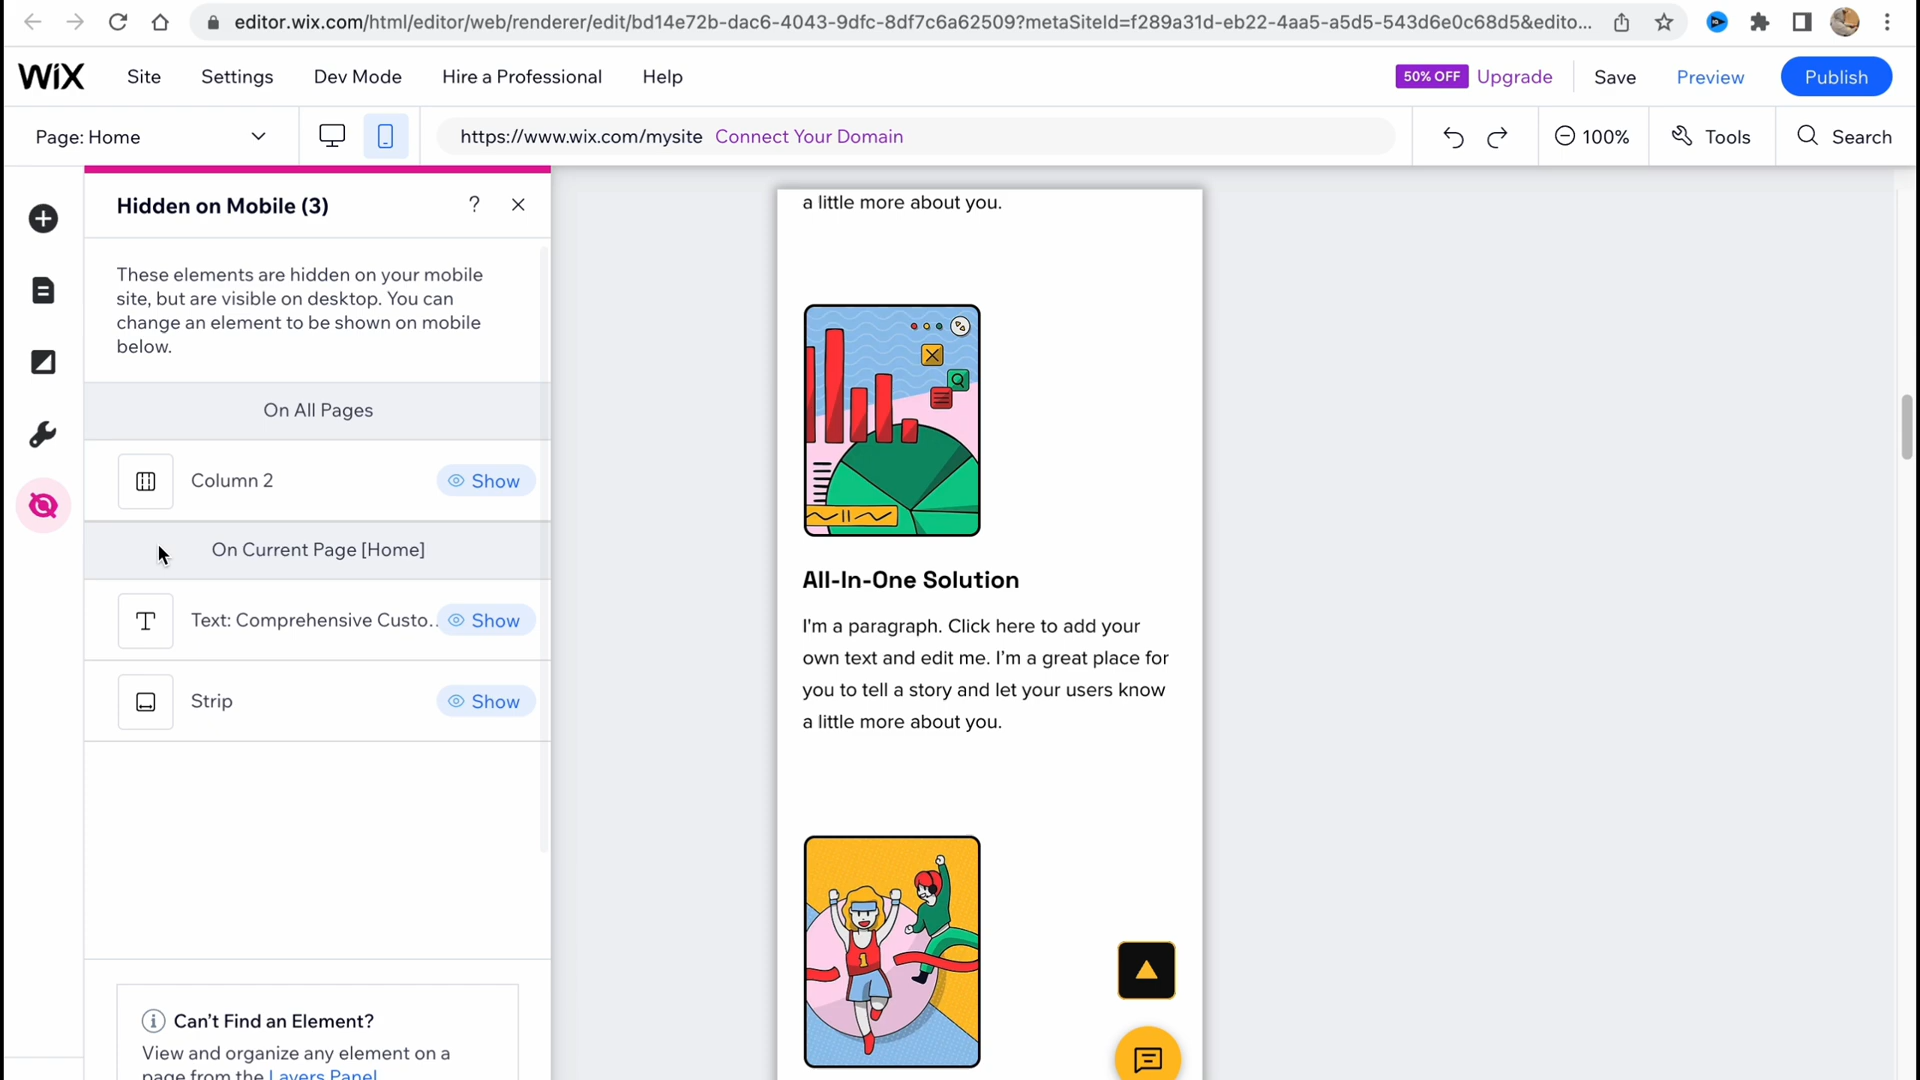 editor.wix.com/html/editor/web/renderer/edit/bd14e72b-dac6-4043-9dfc-8df7c6a62509?metaSiteId=f289a31d-eb22-4aa5-a5d5-543d6e0c68d5&edito...
WiX Site Settings Dev Mode Hire a Professional Help 50% OFF Upgrade Save Preview Publish
Page: Home https://www.wix.com/mysite Connect Your Domain 100% Tools Search
Hidden on Mobile (3) ?
These elements are hidden on your mobile
site, but are visible on desktop. You can
change an element to be shown on mobile
below.
On All Pages
Column 2 Show
On Current Page [Home]
T Text: Comprehensive Custo.. Show
Strip Show
Can't Find an Element?
View and organize any element on a
page from the Layers Panel
a little more about you.
All-In-One Solution
I'm a paragraph. Click here to add your
own text and edit me. I'm a great place for
you to tell a story and let your users know
a little more about you.
1